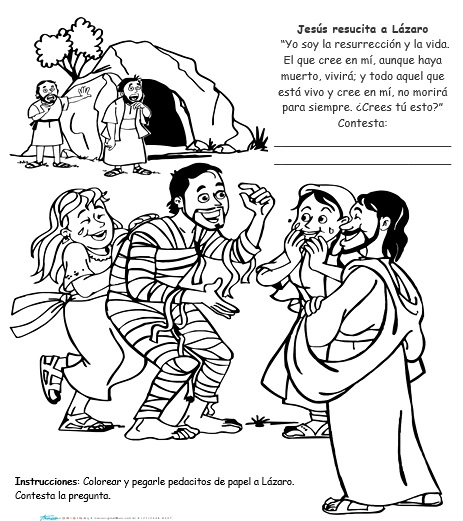 Jesús resucita a Lázaro
“Yo soy la resurrección y la vida.
El que cree en mí, aunque haya
muerto, vivirá; y todo aquel que
está vivo y cree en mí, no morirá
para siempre. ¿Crees tú esto?”
Contesta:
Instrucciones: Colorear y pegarle pedacitos de papel a Lázaro.
Contesta la pregunta.